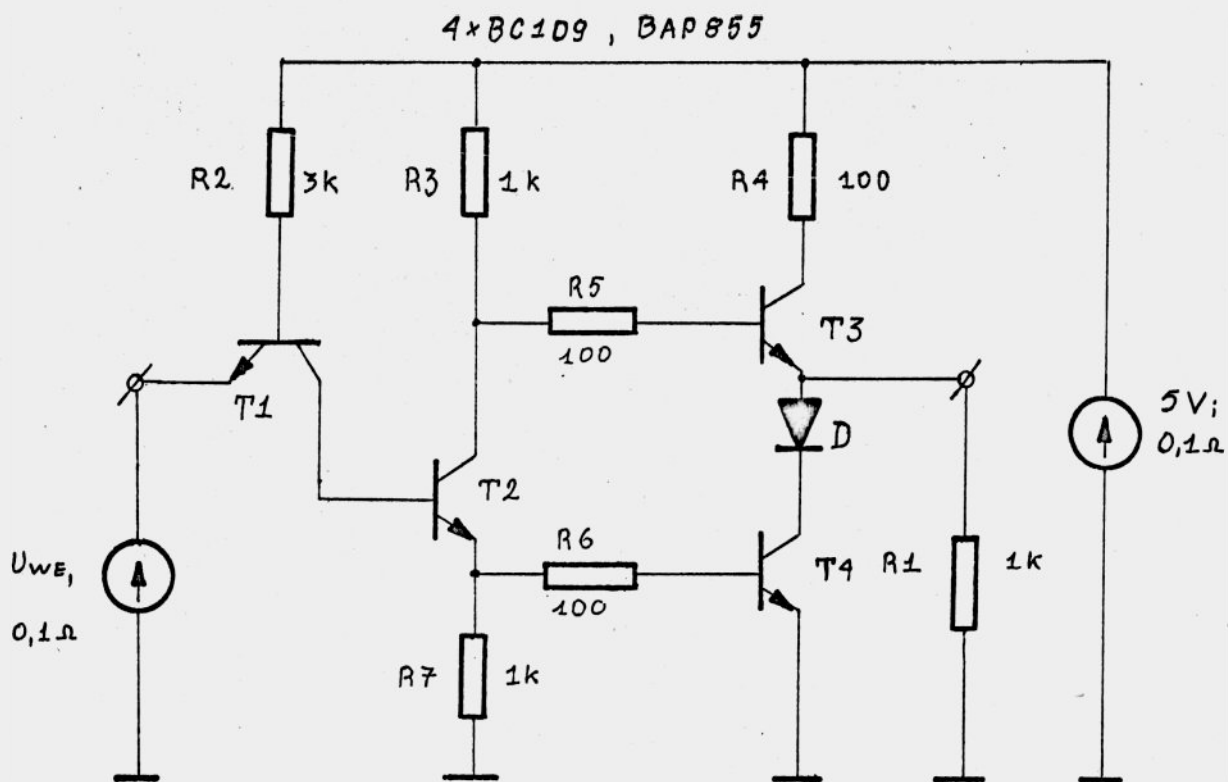 4×BC109 , BAP855
R2 3k
R3 1k
R4 100
R5
100
T3
T1
5V;
0,1Ω
D
T2
R6
100
T4
R1 1k
UWE,
0,1Ω
R7 1k